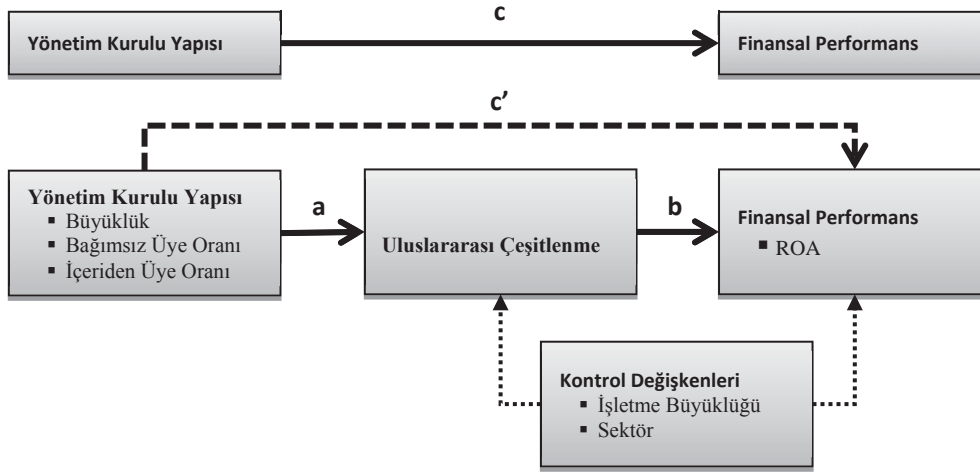 c
Yönetim Kurulu Yapısı
Finansal Performans
c’
Yönetim Kurulu Yapısı
▪ Büyüklük
▪ Bağımsız Üye Oranı
▪ İçeriden Üye Oranı
a
Uluslararası Çeşitlenme
b
Finansal Performans
▪ ROA
Kontrol Değişkenleri
▪ İşletme Büyüklüğü
▪ Sektör